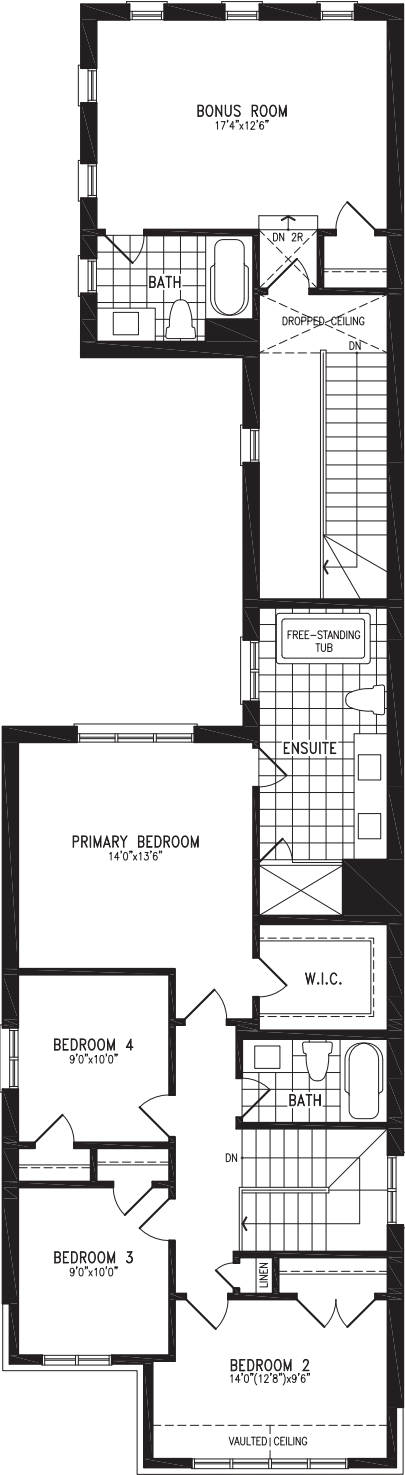 BONUS ROOM
17'4"x12'6"
DN 2R
BATH
DROPPED CEILING
DN
FREE-STANDING
TUB
ENSUITE
PRIMARY BEDROOM
14'0"x13'6"
W.I.C.
BEDROOM 4
9'0"x10'0"
BATH
DN
BEDROOM 3
9'0"x10'0"
LINEN
BEDROOM 2
14'0"(12'8")x9'6"
VAULTED CEILING